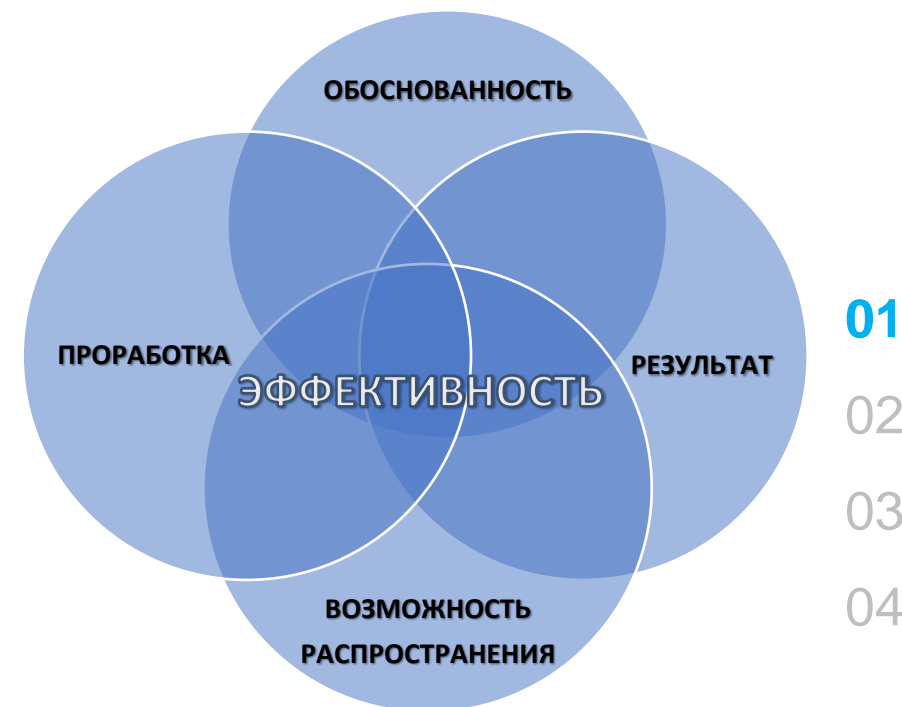 ОБОСНОВАННОСТЬ
ПРОРАБОТКА
РЕЗУЛЬТАТ
ЭФФЕКТИВНОСТЬ
ВОЗМОЖНОСТЬ
РАСПРОСТРАНЕНИЯ
01
02
03
04